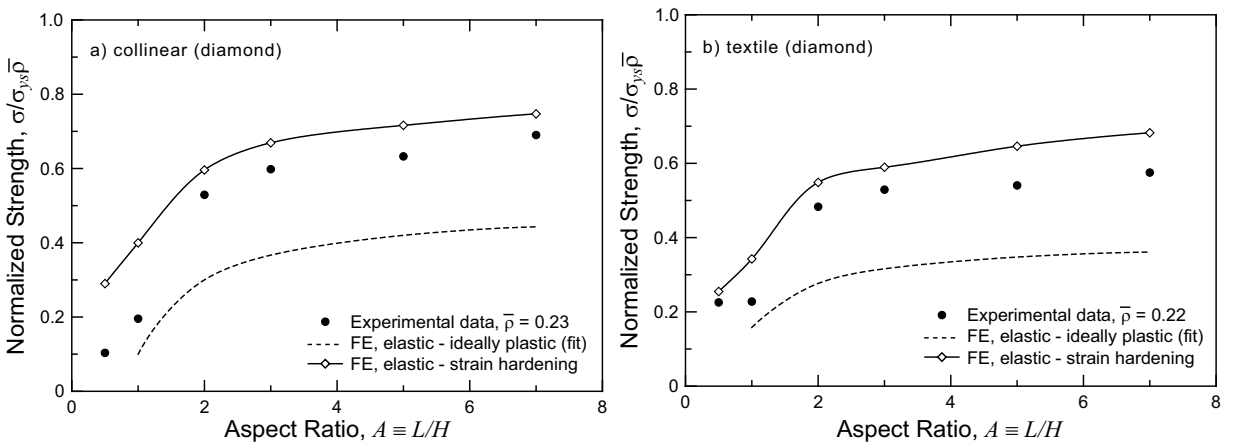 a) collinear (diamond)
Normalized Strength, σ/σ_ys ρ̅
1.0
0.8
0.6
0.4
0.2
0
Experimental data, ρ̅ = 0.23
FE, elastic - ideally plastic (fit)
FE, elastic - strain hardening
0 2 4 6 8
Aspect Ratio, A ≡ L/H
b) textile (diamond)
Normalized Strength, σ/σ_ys ρ̅
1.0
0.8
0.6
0.4
0.2
0
Experimental data, ρ̅ = 0.22
FE, elastic - ideally plastic (fit)
FE, elastic - strain hardening
0 2 4 6 8
Aspect Ratio, A ≡ L/H